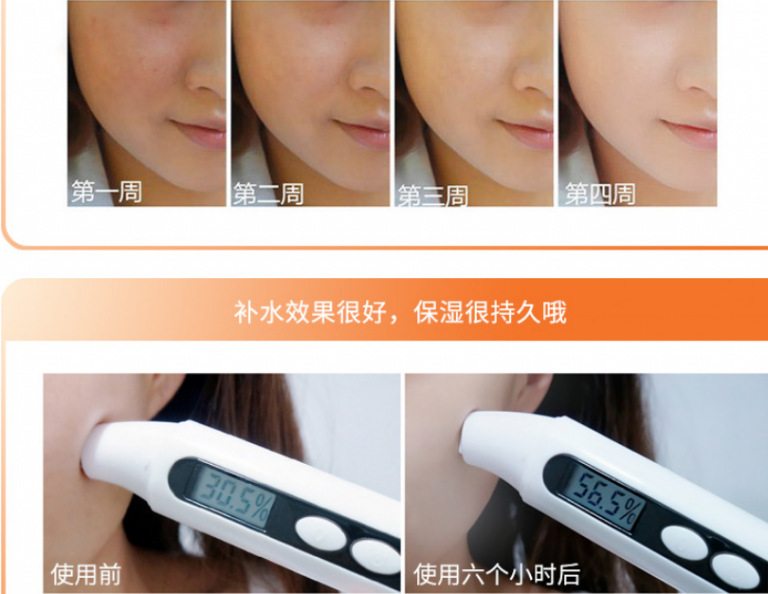 第一周
第二周
第三周
第四周
补水效果很好，保湿很持久哦
30.5%
56.5%
使用前
使用六个小时后